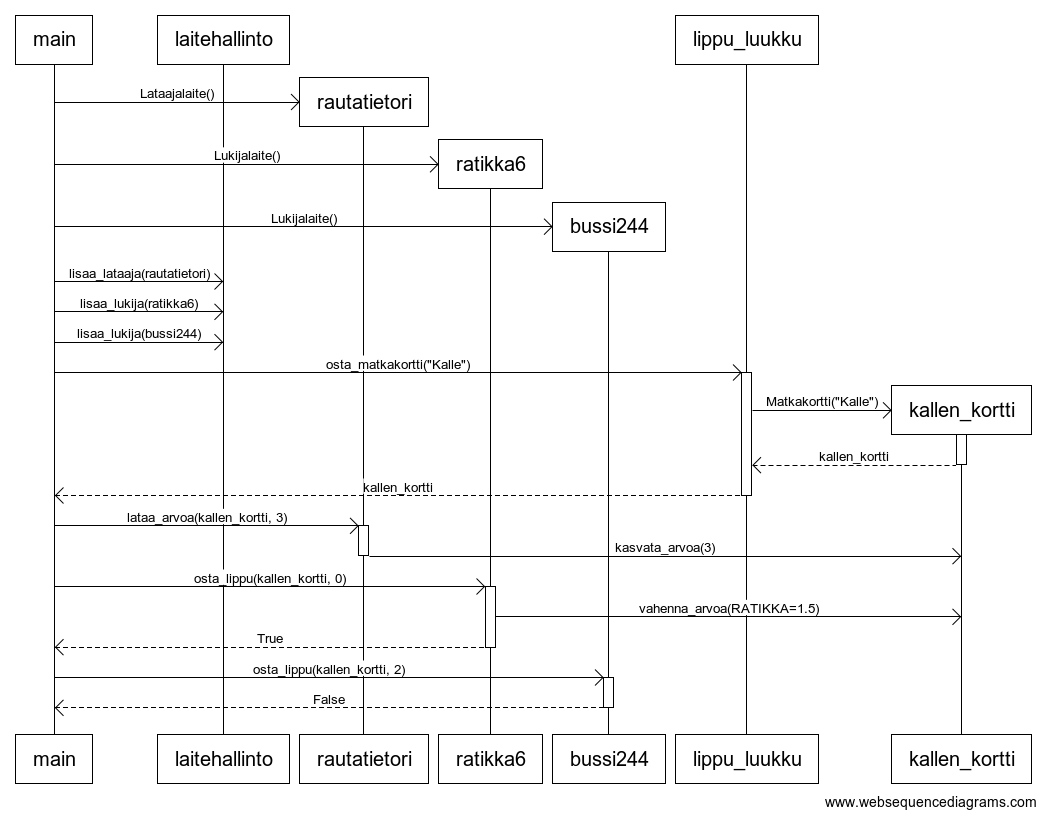 main
laitehallinto
lippu_luukku
Lataajalaite()
rautatietori
Lukijalaite()
ratikka6
Lukijalaite()
bussi244
lisaa_lataaja(rautatietori)
lisaa_lukija(ratikka6)
lisaa_lukija(bussi244)
osta_matkakortti("Kalle")
Matkakortti("Kalle")
kallen_kortti
kallen_kortti
kallen_kortti
lataa_arvoa(kallen_kortti, 3)
kasvata_arvoa(3)
osta_lippu(kallen_kortti, 0)
vahenna_arvoa(RATIKKA=1.5)
True
osta_lippu(kallen_kortti, 2)
False
main
laitehallinto
rautatietori
ratikka6
bussi244
lippu_luukku
kallen_kortti
www.websequencediagrams.com